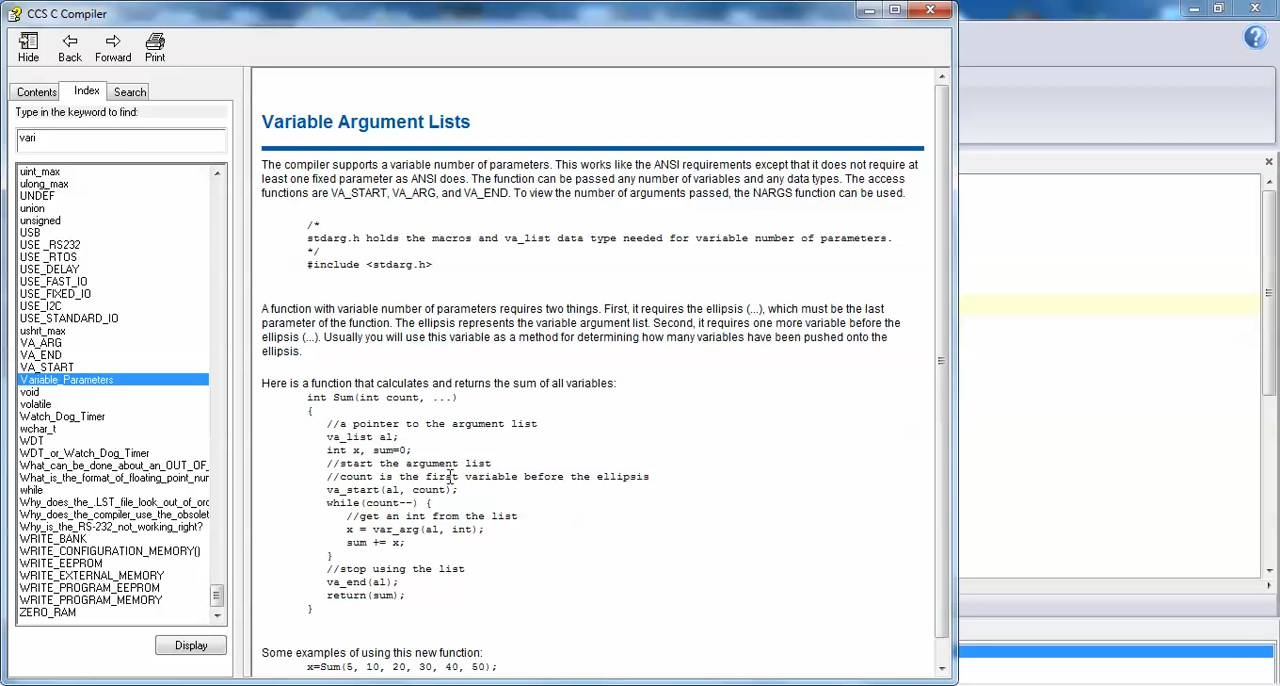 CCS C Compiler
Hide
Back
Forward
Print
Contents
Index
Search
Type in the keyword to find:
vari
uint_max
ulong_max
UNDEF
union
unsigned
USB
USE _RS232
USE _RTOS
USE_DELAY
USE_FAST_IO
USE_FIXED_IO
USE_I2C
USE_STANDARD_IO
ushrt_max
VA_ARG
VA_END
VA_START
Variable_Parameters
void
volatile
Watch_Dog_Timer
wchar_t
WDT
WDT_or_Watch_Dog_Timer
What_can_be_done_about_an_OUT_OF_
What_is_the_format_of_floating_point_nur
while
Why_does_the_.LST_file_look_out_of_orc
Why_does_the_compiler_use_the_obsolet
Why_is_the_RS-232_not_working_right?
WRITE_BANK
WRITE_CONFIGURATION_MEMORY()
WRITE_EEPROM
WRITE_EXTERNAL_MEMORY
WRITE_PROGRAM_EEPROM
WRITE_PROGRAM_MEMORY
ZERO_RAM
Display
Variable Argument Lists
The compiler supports a variable number of parameters. This works like the ANSI requirements except that it does not require at
least one fixed parameter as ANSI does. The function can be passed any number of variables and any data types. The access
functions are VA_START, VA_ARG, and VA_END. To view the number of arguments passed, the NARGS function can be used.
/*
stdarg.h holds the macros and va_list data type needed for variable number of parameters.
*/
#include <stdarg.h>
A function with variable number of parameters requires two things. First, it requires the ellipsis (...), which must be the last
parameter of the function. The ellipsis represents the variable argument list. Second, it requires one more variable before the
ellipsis (...). Usually you will use this variable as a method for determining how many variables have been pushed onto the
ellipsis.
Here is a function that calculates and returns the sum of all variables:
int Sum(int count, ...)
{
//a pointer to the argument list
va_list al;
int x, sum=0;
//start the argument list
//count is the first variable before the ellipsis
va_start(al, count);
while(count--) {
//get an int from the list
x = var_arg(al, int);
sum += x;
}
//stop using the list
va_end(al);
return(sum);
}
Some examples of using this new function:
x=Sum(5, 10, 20, 30, 40, 50);